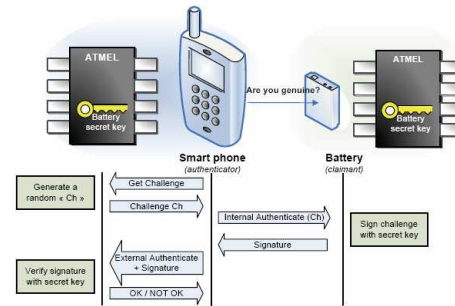 ATMEL
Battery
secret key
Are you genuine?
ATMEL
Battery
secret key
Smart phone
(authenticator)
Battery
(claimant)
Generate a
random « Ch »
Get Challenge
Challenge Ch
Internal Authenticate (Ch)
Signature
Sign challenge
with secret key
Verify signature
with secret key
External Authenticate
+ Signature
OK / NOT OK